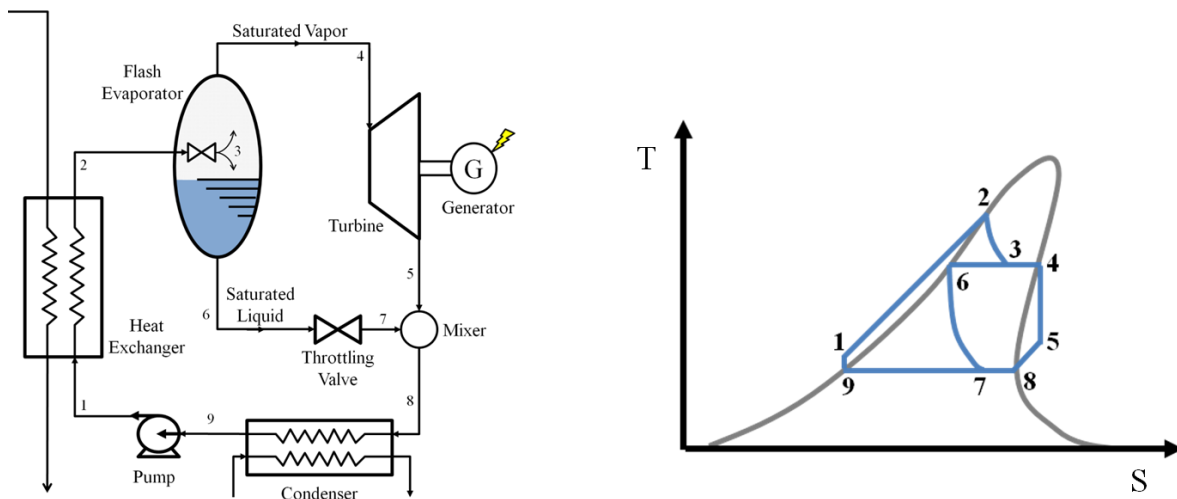 Saturated Vapor
4
Flash
Evaporator
3
2
G
Generator
Turbine
5
6
Saturated
Liquid
7
Mixer
Throttling
Valve
Heat
Exchanger
1
9
8
Pump
Condenser
T
2
3
4
6
1
5
9
7
8
S